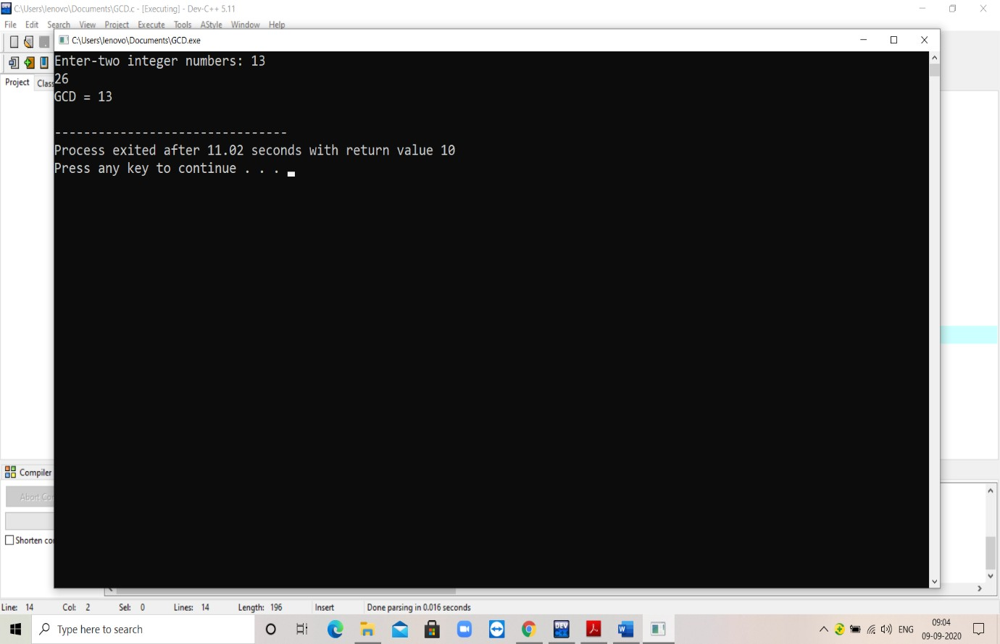 C:\Users\lenovo\Documents\GCD.c - [Executing] - Dev-C++ 5.11
File Edit Search View Project Execute Tools AStyle Window Help
C:\Users\lenovo\Documents\GCD.exe
Enter-two integer numbers: 13
Project Clas
26
GCD = 13
--------------------------------
Process exited after 11.02 seconds with return value 10
Press any key to continue . . .
Compiler
Abort Co
Shorten co
Line: 14 Col: 2 Sel: 0 Lines: 14 Length: 196 Insert Done parsing in 0.016 seconds
Type here to search
DEV
W
ENG
09:04
09-09-2020